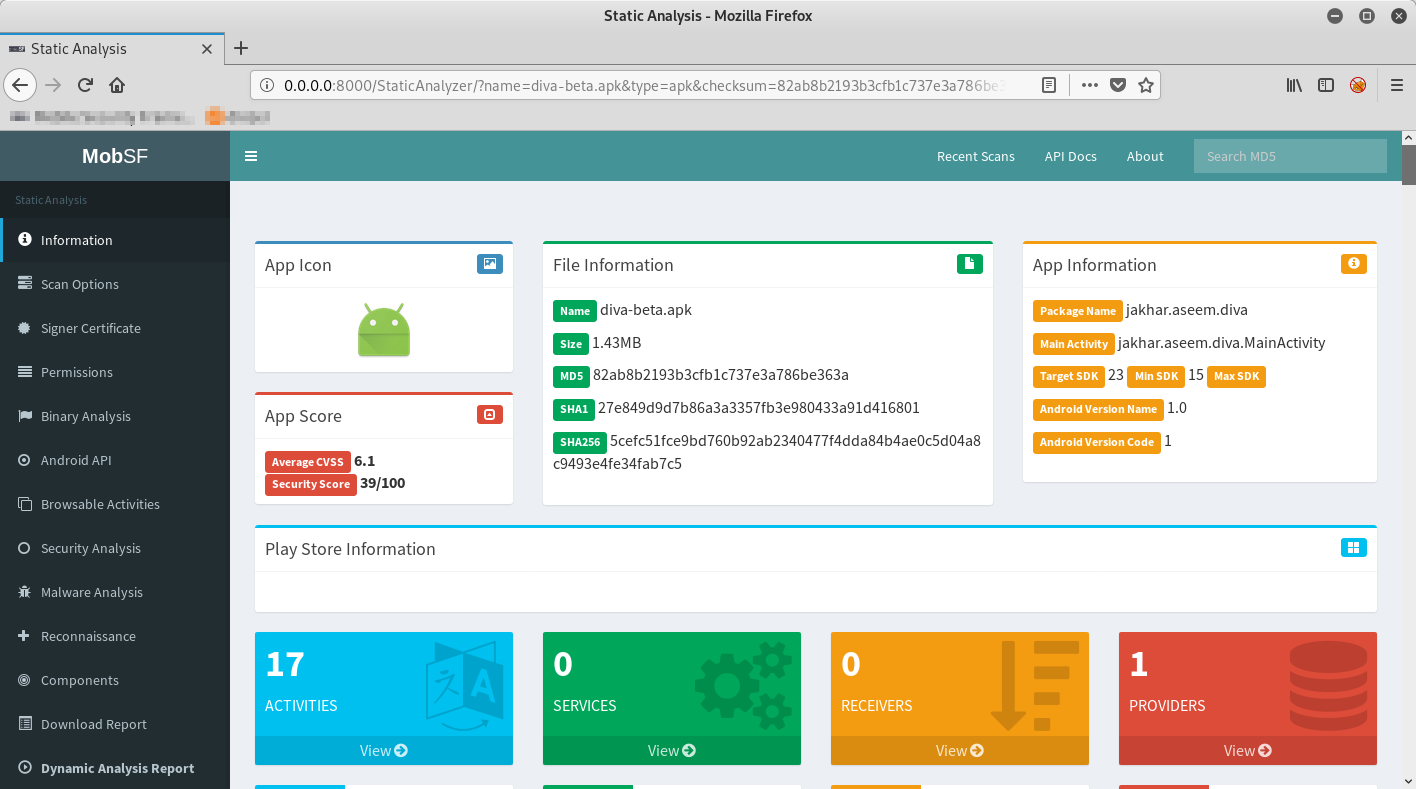 Static Analysis - Mozilla Firefox
Static Analysis
0.0.0.0:8000/StaticAnalyzer/?name=diva-beta.apk&type=apk&checksum=82ab8b2193b3cfb1c737e3a786be3
MobSF
Recent Scans
API Docs
About
Search MD5
Static Analysis
Information
Scan Options
Signer Certificate
Permissions
Binary Analysis
Android API
Browsable Activities
Security Analysis
Malware Analysis
Reconnaissance
Components
Download Report
Dynamic Analysis Report
App Icon
App Score
Average CVSS 6.1
Security Score 39/100
File Information
Name diva-beta.apk
Size 1.43MB
MD5 82ab8b2193b3cfb1c737e3a786be363a
SHA1 27e849d9d7b86a3a3357fb3e980433a91d416801
SHA256 5cefc51fce9bd760b92ab2340477f4dda84b4ae0c5d04a8
c9493e4fe34fab7c5
App Information
Package Name jakhar.aseem.diva
Main Activity jakhar.aseem.diva.MainActivity
Target SDK 23 Min SDK 15 Max SDK
Android Version Name 1.0
Android Version Code 1
Play Store Information
17
ACTIVITIES
View
0
SERVICES
View
0
RECEIVERS
View
1
PROVIDERS
View